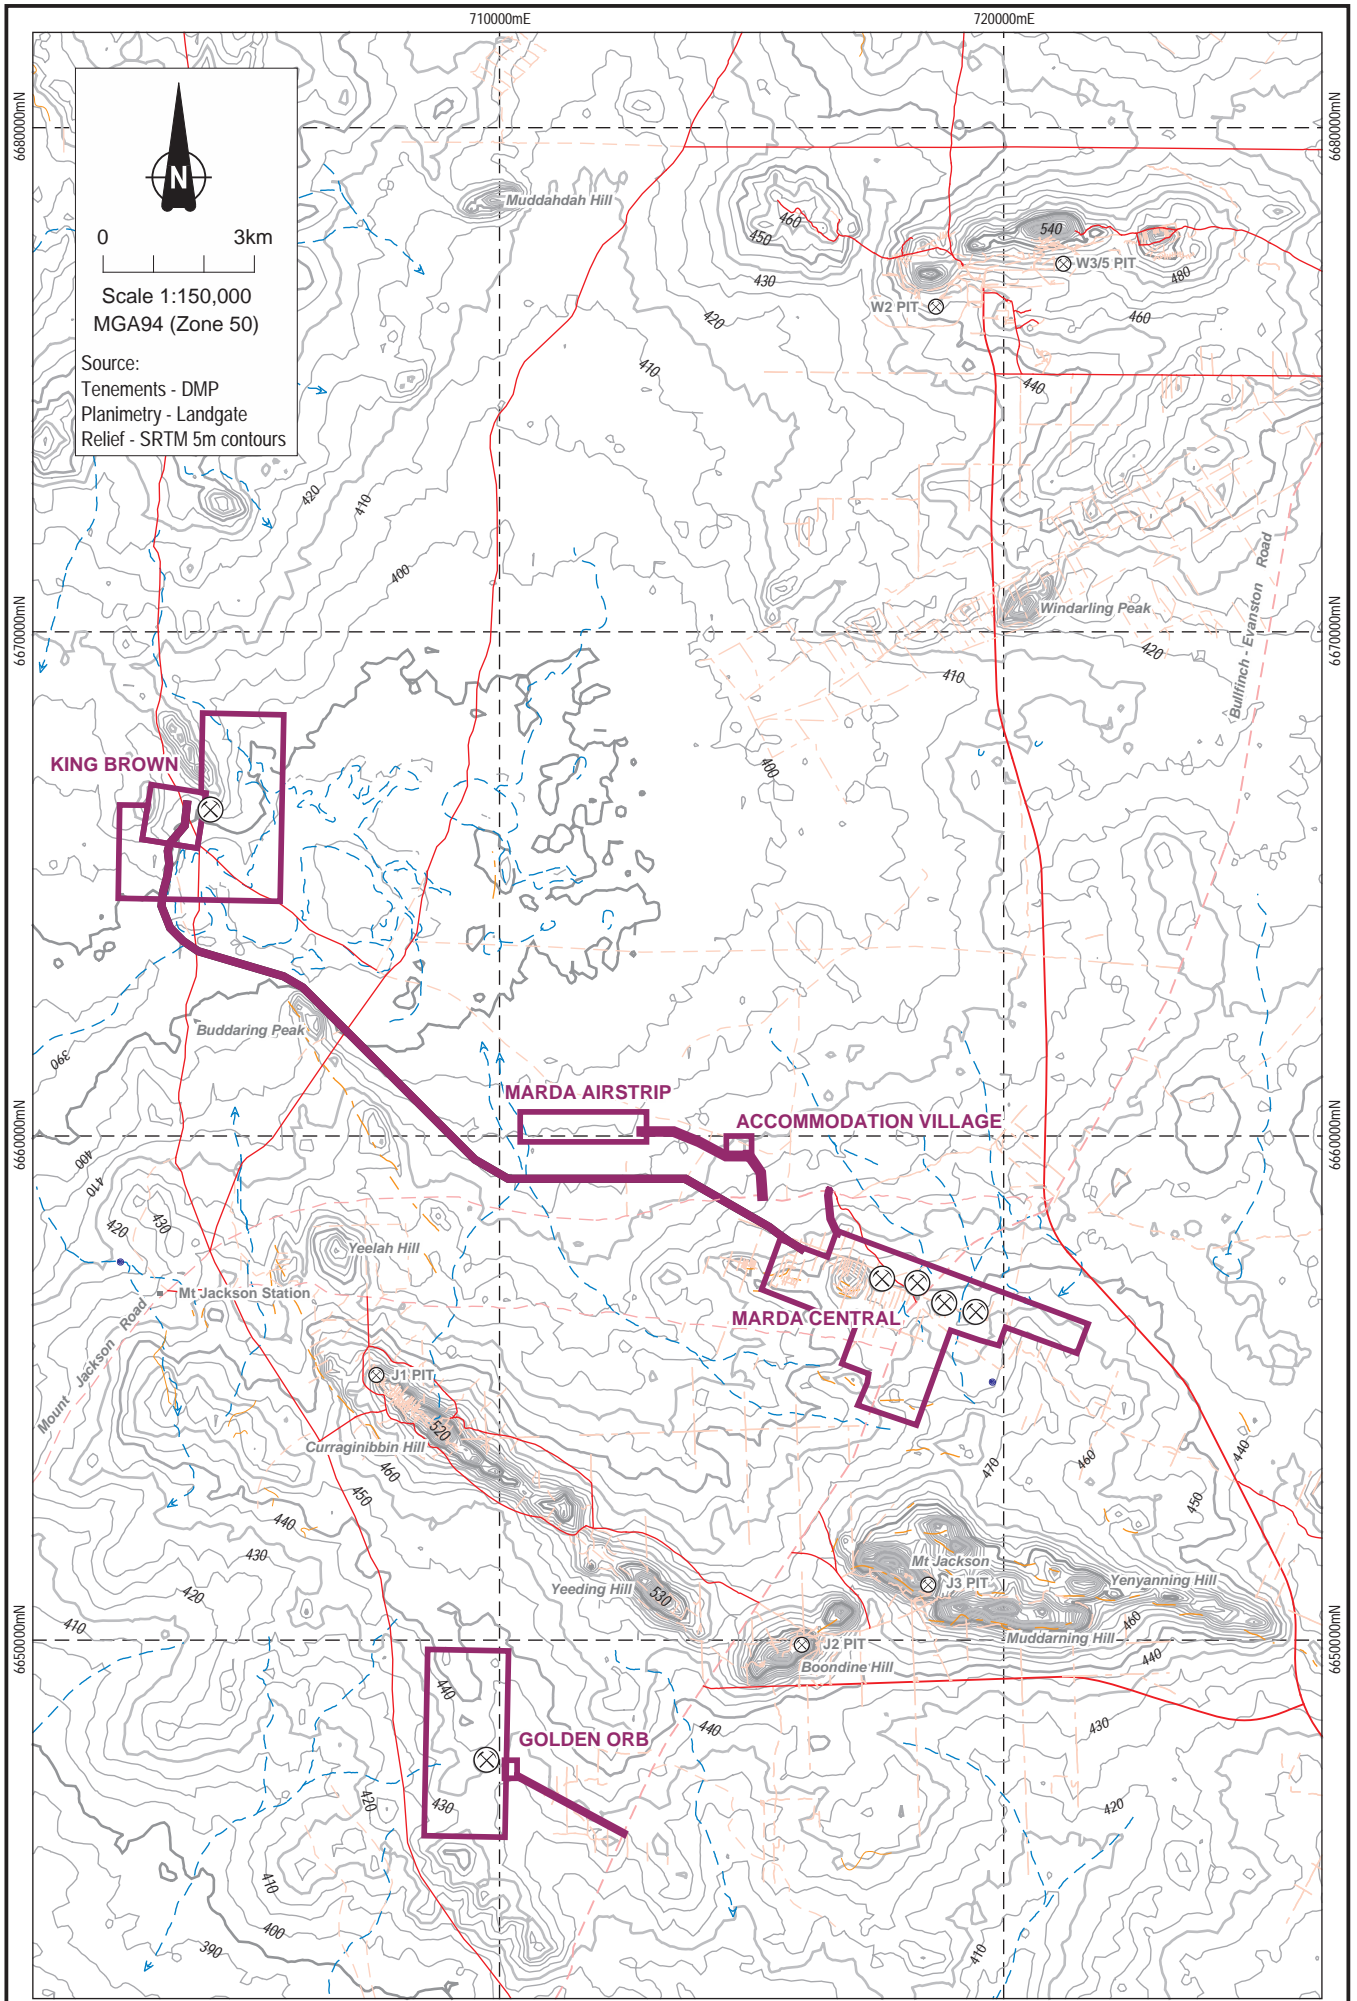 710000mE
720000mE
6680000mN
6680000mN
N
0 3km
Scale 1:150,000
MGA94 (Zone 50)
Source:
Tenements - DMP
Planimetry - Landgate
Relief - SRTM 5m contours
Muddahdah Hill
460
450
430
420
410
540
W3/5 PIT
480
W2 PIT
460
440
420
410
400
Bullfinch - Evanston Road
Windarling Peak
6670000mN
6670000mN
420
410
400
KING BROWN
Buddaring Peak
390
MARDA AIRSTRIP
ACCOMMODATION VILLAGE
6660000mN
6660000mN
400
410
420
430
Yeelah Hill
Mt Jackson Station
Mount Jackson Road
MARDA CENTRAL
J1 PIT
520
Curraginibbin Hill
460
450
440
430
420
410
470
460
440
450
Mt Jackson
J3 PIT
Yenyanning Hill
Yeeding Hill
530
460
Muddarning Hill
440
J2 PIT
Boondine Hill
6650000mN
6650000mN
440
440
430
GOLDEN ORB
420
430
420
410
400
390
410